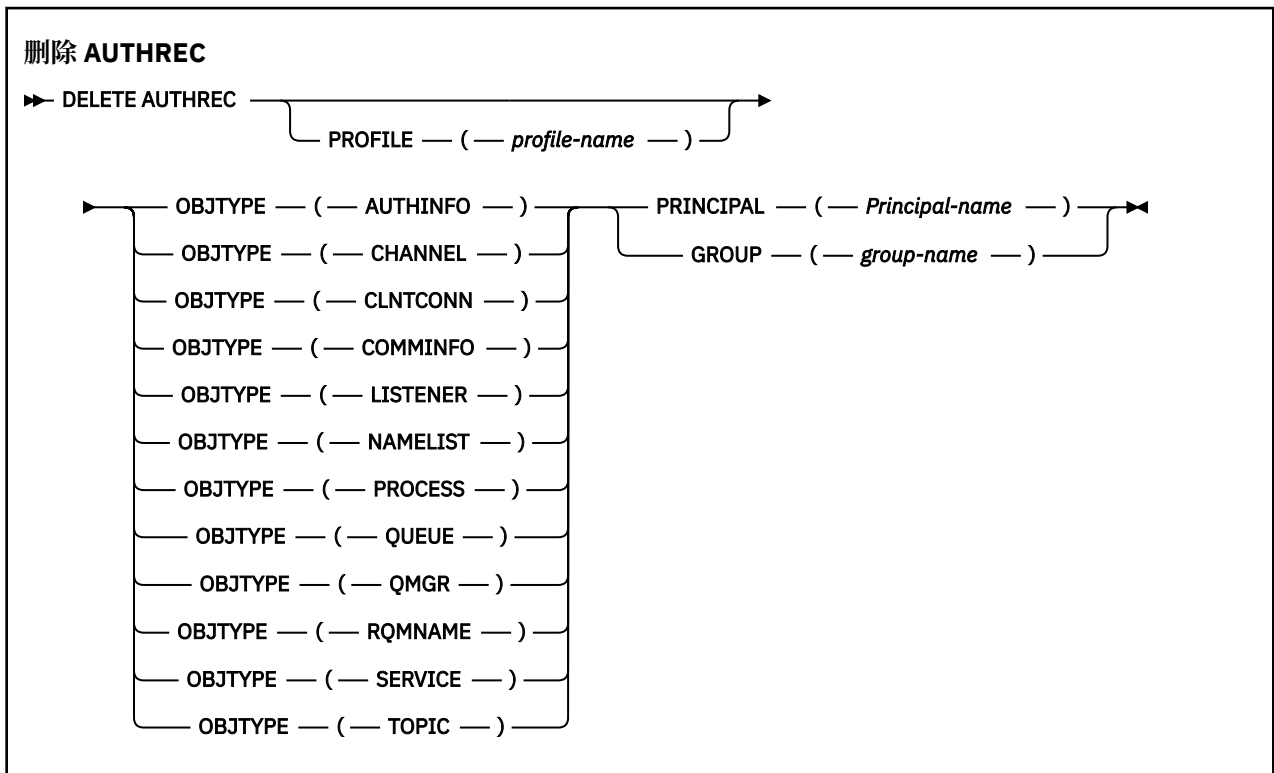 删除 AUTHREC
DELETE AUTHREC
PROFILE ( profile-name )
OBJTYPE ( AUTHINFO ) PRINCIPAL ( Principal-name )
OBJTYPE ( CHANNEL ) GROUP ( group-name )
OBJTYPE ( CLNTCONN )
OBJTYPE ( COMMINFO )
OBJTYPE ( LISTENER )
OBJTYPE ( NAMELIST )
OBJTYPE ( PROCESS )
OBJTYPE ( QUEUE )
OBJTYPE ( QMGR )
OBJTYPE ( RQMNAME )
OBJTYPE ( SERVICE )
OBJTYPE ( TOPIC )